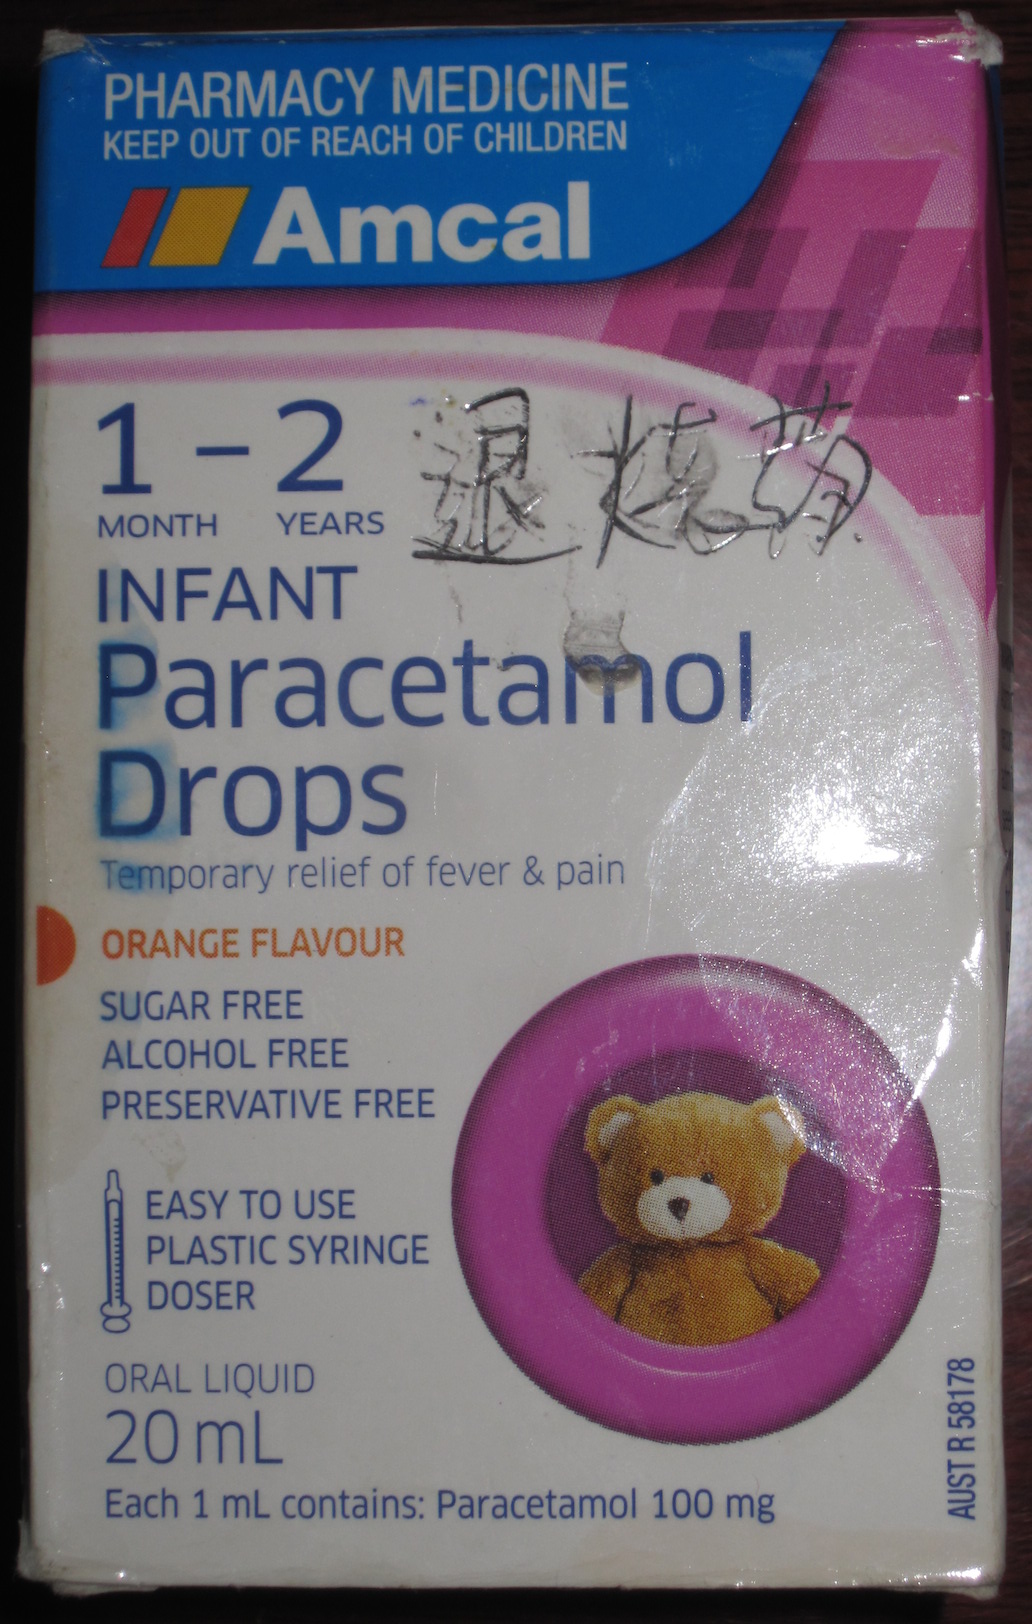 PHARMACY MEDICINE
KEEP OUT OF REACH OF CHILDREN
Amcal
1 – 2
MONTH YEARS
退烧药
INFANT
Paracetamol
Drops
Temporary relief of fever & pain
ORANGE FLAVOUR
SUGAR FREE
ALCOHOL FREE
PRESERVATIVE FREE
EASY TO USE
PLASTIC SYRINGE
DOSER
ORAL LIQUID
20 mL
Each 1 mL contains: Paracetamol 100 mg
AUST R 58178